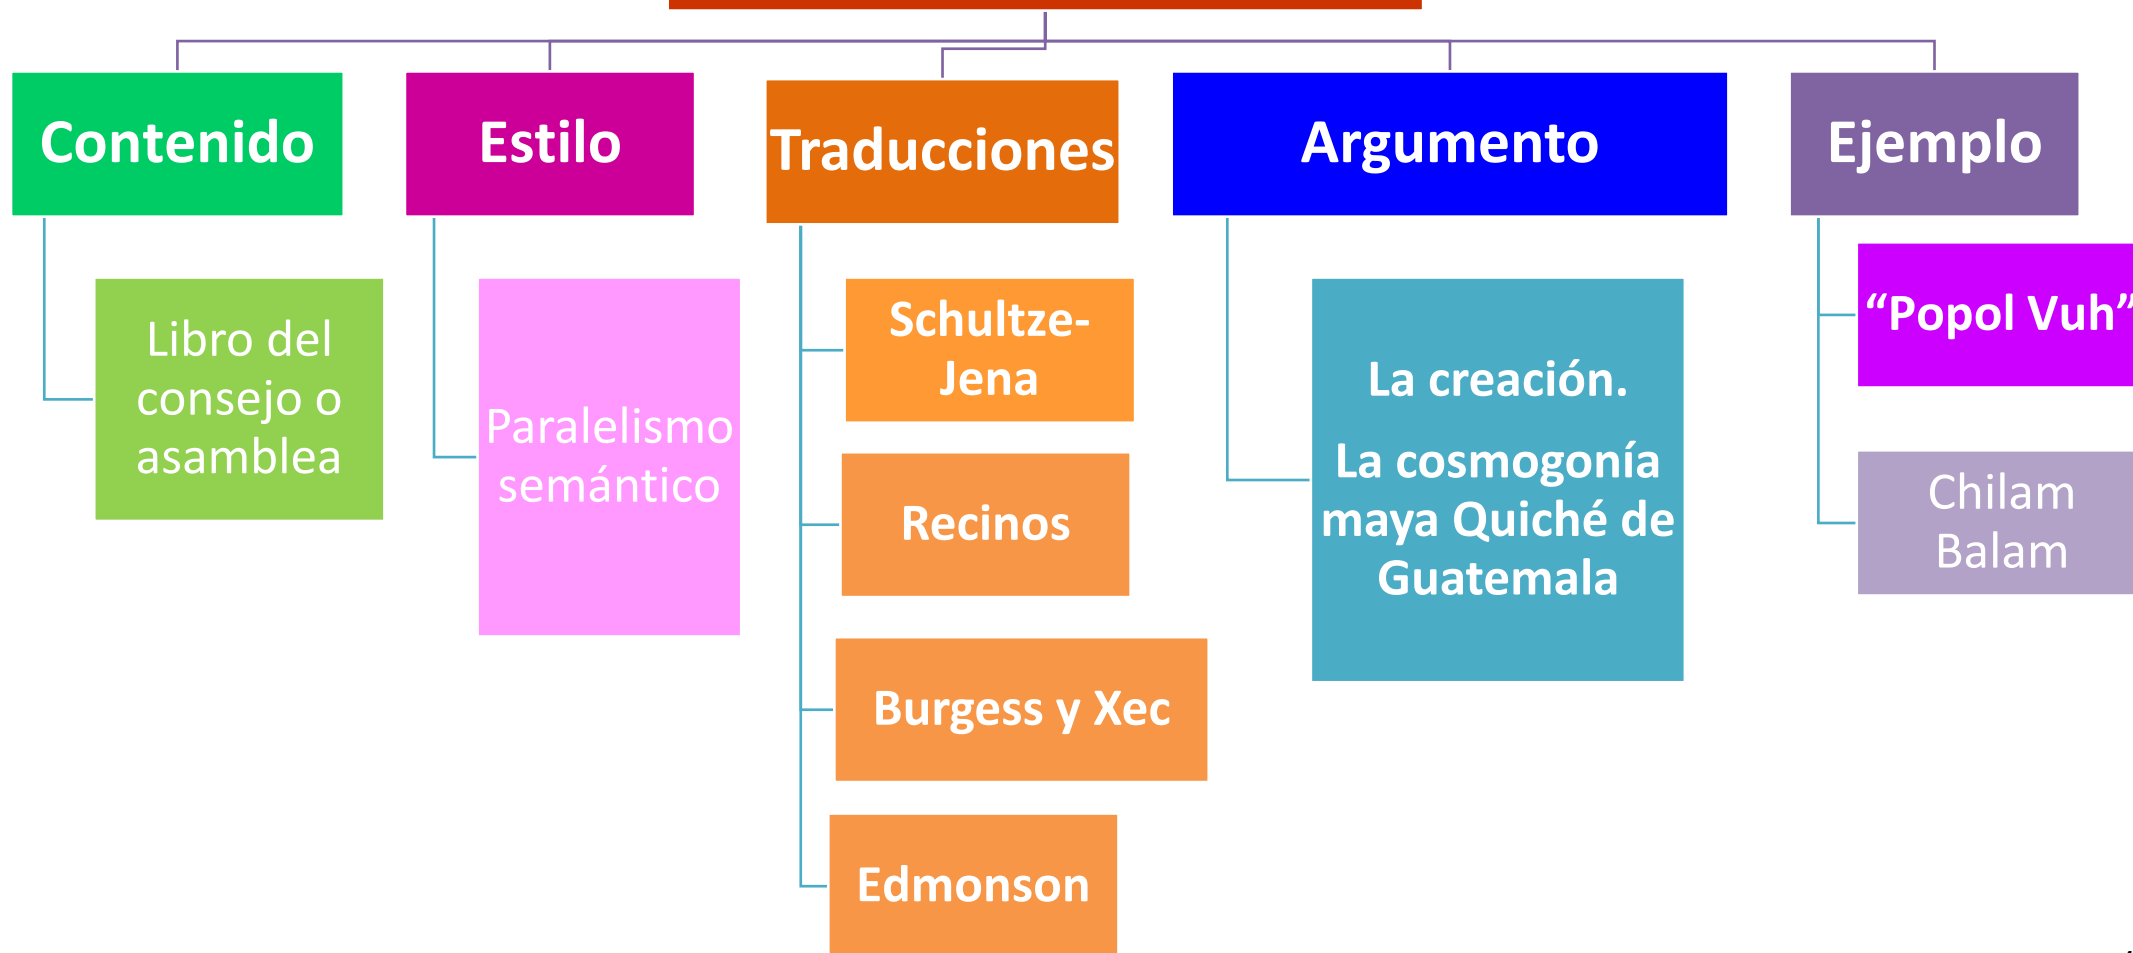 Contenido
Libro del
consejo o
asamblea
Estilo
Paralelismo
semántico
Traducciones
Schultze-
Jena
Recinos
Burgess y Xec
Edmonson
Argumento
La creación.
La cosmogonía
maya Quiché de
Guatemala
Ejemplo
“Popol Vuh”
Chilam
Balam